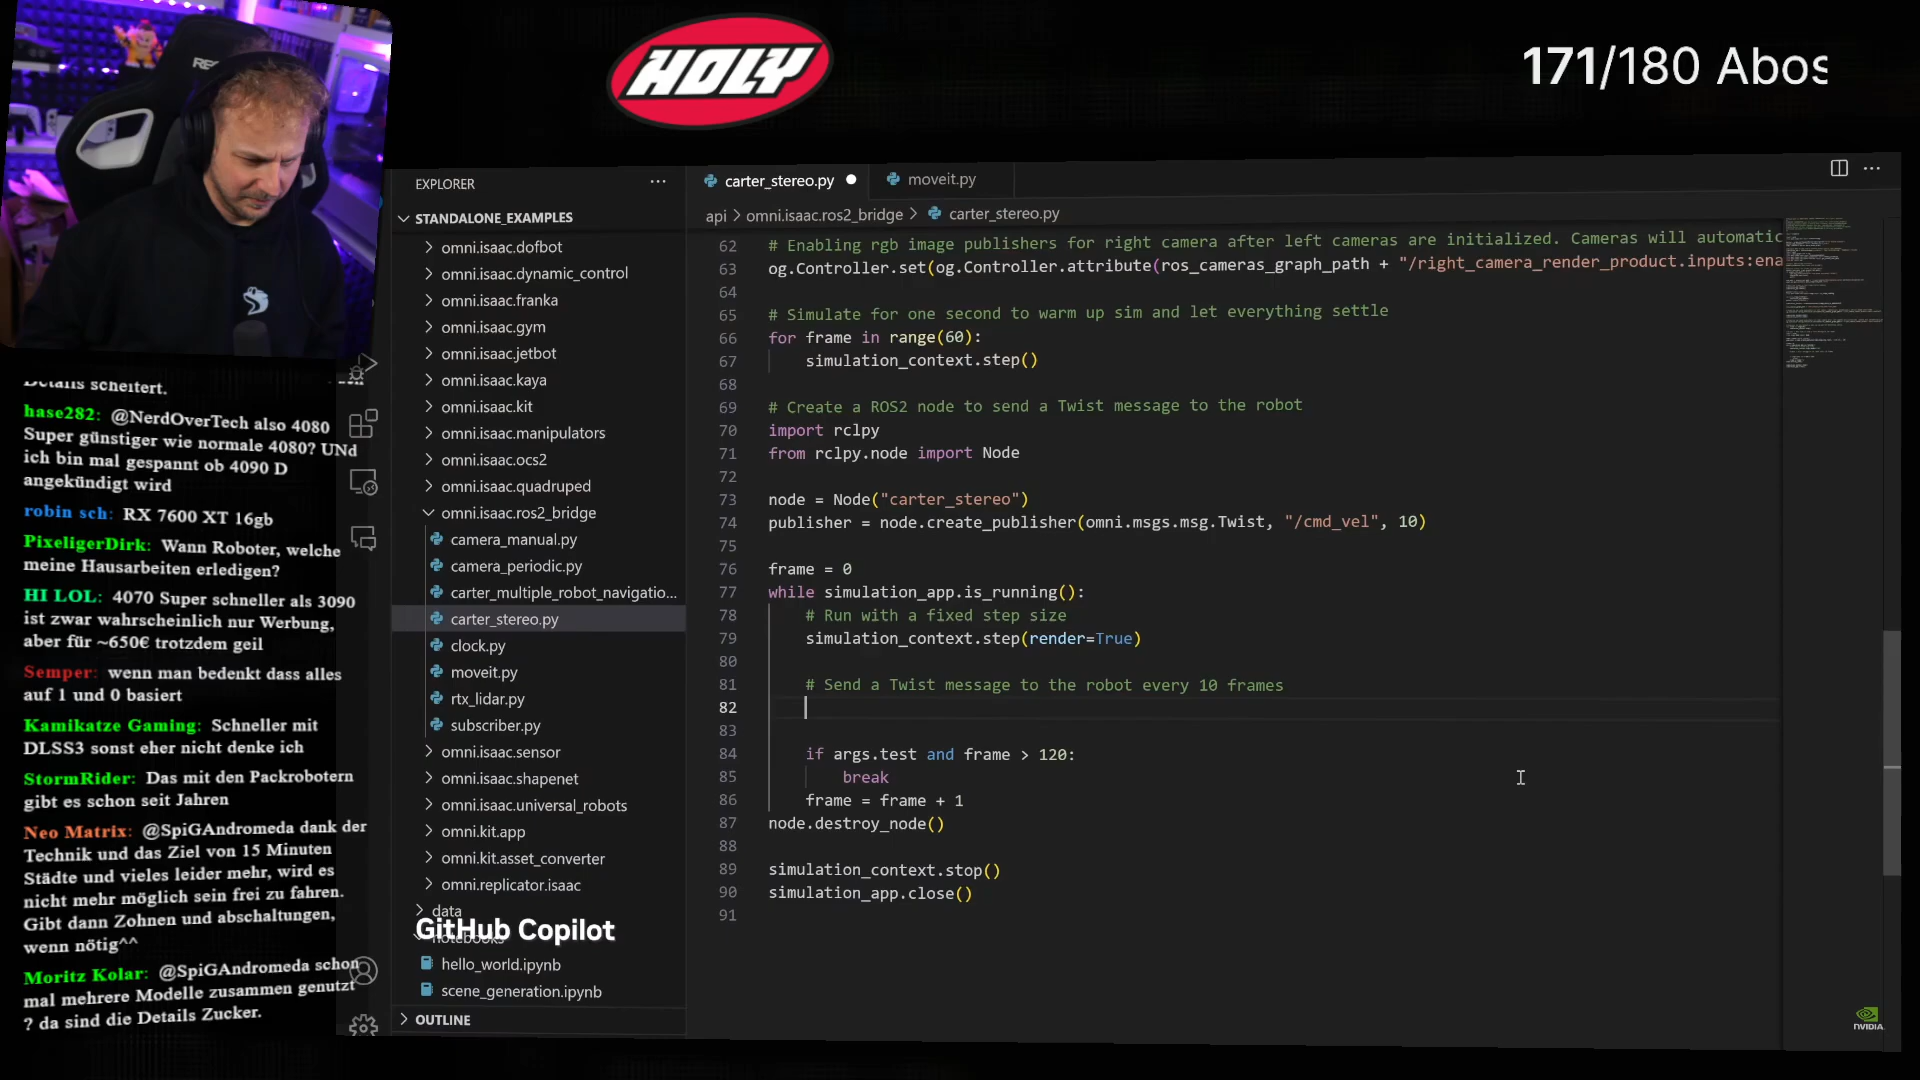 HOLY
171/180 Abos
Details scheitert.
hase282: @NerdOverTech also 4080
Super günstiger wie normale 4080? UNd
ich bin mal gespannt ob 4090 D
angekündigt wird
robin sch: RX 7600 XT 16gb
PixeligerDirk: Wann Roboter, welche
meine Hausarbeiten erledigen?
HI LOL: 4070 Super schneller als 3090
ist zwar wahrscheinlich nur Werbung,
aber für ~650€ trotzdem geil
Semper: wenn man bedenkt dass alles
auf 1 und 0 basiert
Kamikatze Gaming: Schneller mit
DLSS3 sonst eher nicht denke ich
StormRider: Das mit den Packrobotern
gibt es schon seit Jahren
Neo Matrix: @SpiGAndromeda dank der
Technik und das Ziel von 15 Minuten
Städte und vieles leider mehr, wird es
nicht mehr möglich sein frei zu fahren.
Gibt dann Zohnen und abschaltungen,
wenn nötig^^
Moritz Kolar: @SpiGAndromeda schon
mal mehrere Modelle zusammen genutzt
? da sind die Details Zucker.
EXPLORER
STANDALONE_EXAMPLES
omni.isaac.dofbot
omni.isaac.dynamic_control
omni.isaac.franka
omni.isaac.gym
omni.isaac.jetbot
omni.isaac.kaya
omni.isaac.kit
omni.isaac.manipulators
omni.isaac.ocs2
omni.isaac.quadruped
omni.isaac.ros2_bridge
camera_manual.py
camera_periodic.py
carter_multiple_robot_navigatio...
carter_stereo.py
clock.py
moveit.py
rtx_lidar.py
subscriber.py
omni.isaac.sensor
omni.isaac.shapenet
omni.isaac.universal_robots
omni.kit.app
omni.kit.asset_converter
omni.replicator.isaac
data
notebooks
GitHub Copilot
hello_world.ipynb
scene_generation.ipynb
OUTLINE
carter_stereo.py
moveit.py
api > omni.isaac.ros2_bridge > carter_stereo.py
62 # Enabling rgb image publishers for right camera after left cameras are initialized. Cameras will automatic
63 og.Controller.set(og.Controller.attribute(ros_cameras_graph_path + "/right_camera_render_product.inputs:ena
64
65 # Simulate for one second to warm up sim and let everything settle
66 for frame in range(60):
67 simulation_context.step()
68
69 # Create a ROS2 node to send a Twist message to the robot
70 import rclpy
71 from rclpy.node import Node
72
73 node = Node("carter_stereo")
74 publisher = node.create_publisher(omni.msgs.msg.Twist, "/cmd_vel", 10)
75
76 frame = 0
77 while simulation_app.is_running():
78 # Run with a fixed step size
79 simulation_context.step(render=True)
80
81 # Send a Twist message to the robot every 10 frames
82
83
84 if args.test and frame > 120:
85 break
86 frame = frame + 1
87 node.destroy_node()
88
89 simulation_context.stop()
90 simulation_app.close()
91
NVIDIA